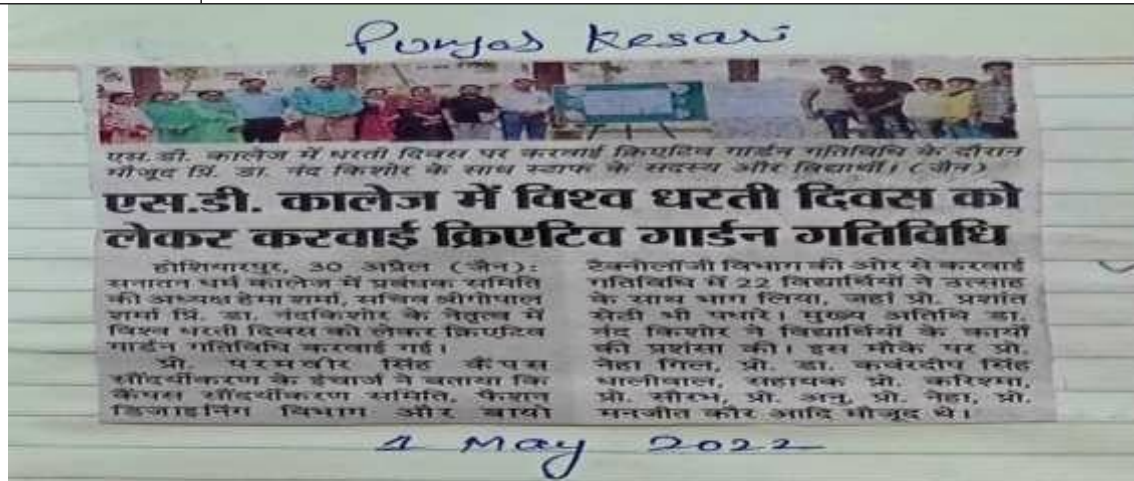 Punjab Kesari
एस.डी. कालेज में धरती दिवस पर करवाई क्रिएटिव गार्डन गतिविधि के दौरान
मौजूद प्रिं. डा. नंद किशोर के साथ स्टाफ के सदस्य और विद्यार्थी। (जैन)
एस.डी. कालेज में विश्व धरती दिवस को
लेकर करवाई क्रिएटिव गार्डन गतिविधि
होशियारपुर, 30 अप्रैल (जैन):
सनातन धर्म कालेज में प्रबंधक समिति
की अध्यक्ष हेमा शर्मा, सचिव श्रीगोपाल
शर्मा प्रिं. डा. नंदकिशोर के नेतृत्व में
विश्व धरती दिवस को लेकर क्रिएटिव
गार्डन गतिविधि करवाई गई।
प्रो. परमवीर सिंह कैंपस
सौंदर्यीकरण के इंचार्ज ने बताया कि
कैंपस सौंदर्यीकरण समिति, फैशन
डिजाइनिंग विभाग और बायो
टैक्नोलॉजी विभाग की ओर से करवाई
गतिविधि में 22 विद्यार्थियों ने उत्साह
के साथ भाग लिया, जहां प्रो. प्रशांत
सेठी भी पधारे। मुख्य अतिथि डा.
नंद किशोर ने विद्यार्थियों के कार्यों
की प्रशंसा की। इस मौके पर प्रो.
नेहा गिल, प्रो. डा. कवंरदीप सिंह
धालीवाल, सहायक प्रो. करिश्मा,
प्रो. सौरभ, प्रो. अनु, प्रो. नेहा, प्रो.
मनजीत कौर आदि मौजूद थे।
1 May 2022